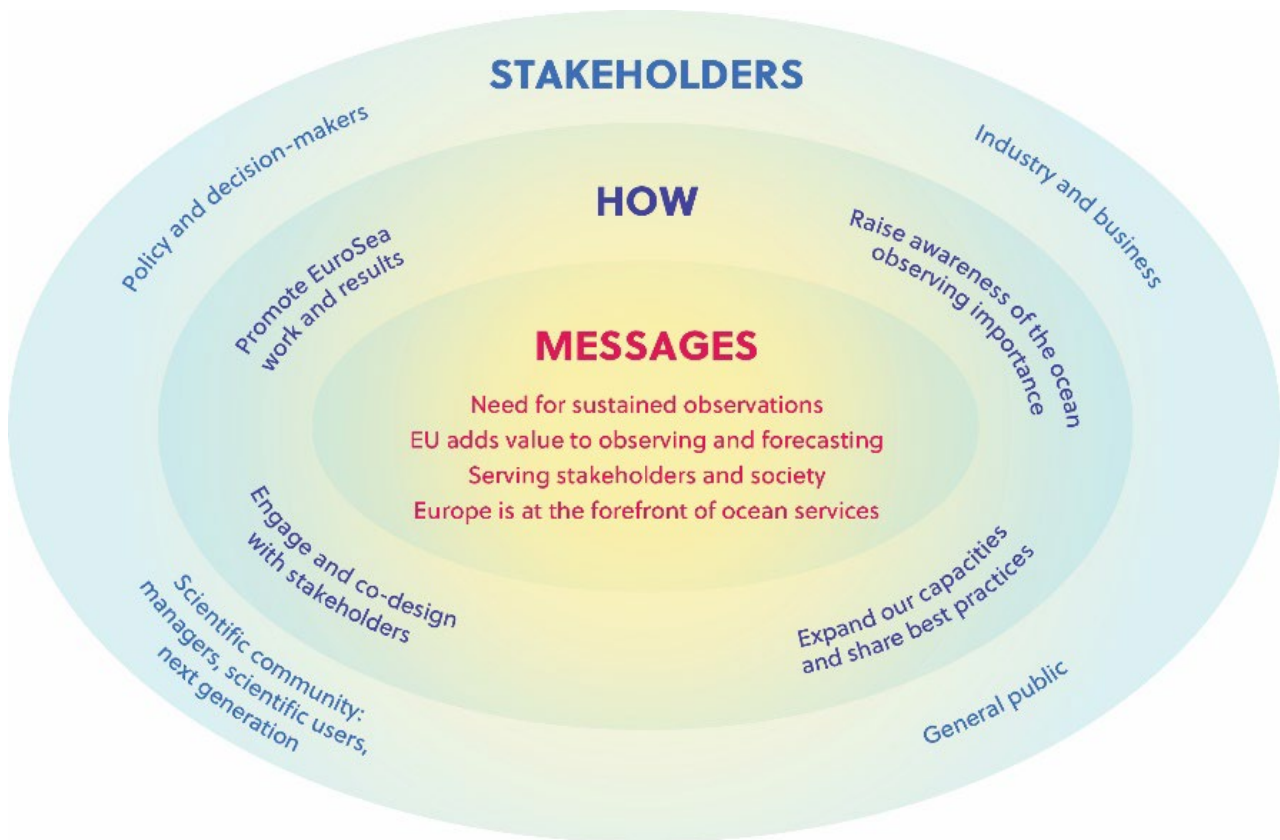 STAKEHOLDERS
Policy and decision-makers
Industry and business
HOW
Promote EuroSea
work and results
Raise awareness of the ocean
observing importance
MESSAGES
Need for sustained observations
EU adds value to observing and forecasting
Serving stakeholders and society
Europe is at the forefront of ocean services
Engage and co-design
with stakeholders
Expand our capacities
and share best practices
Scientific community:
managers, scientific users,
next generation
General public